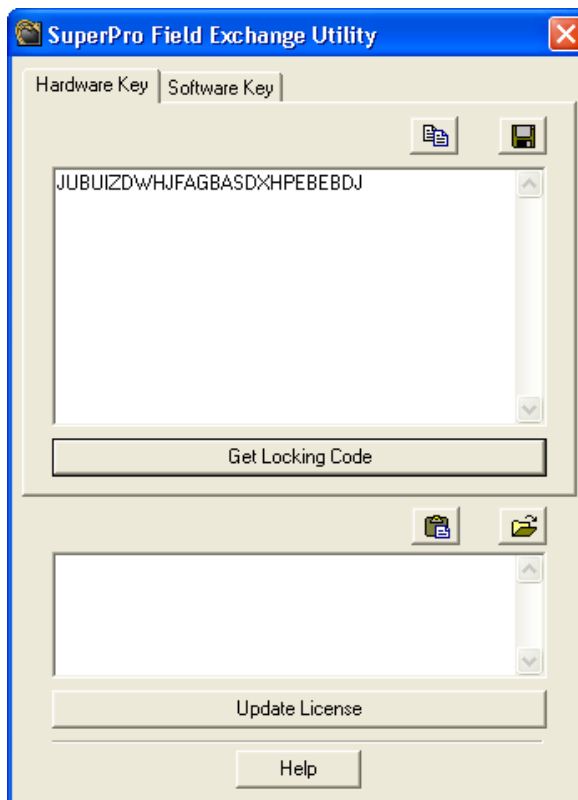 SuperPro Field Exchange Utility
Hardware Key
Software Key
JUBUIZDWHJFAGBASDXHPEBEBDJ
Get Locking Code
Update License
Help